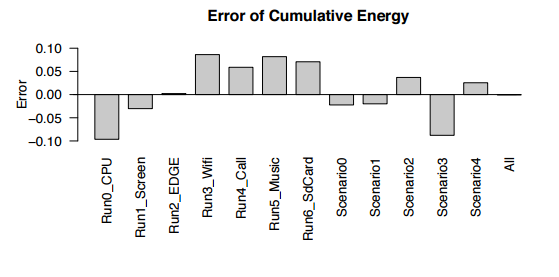 Error of Cumulative Energy
Error
0.10
0.05
0.00
−0.05
−0.10
Run0_CPU
Run1_Screen
Run2_EDGE
Run3_Wifi
Run4_Call
Run5_Music
Run6_SdCard
Scenario0
Scenario1
Scenario2
Scenario3
Scenario4
All